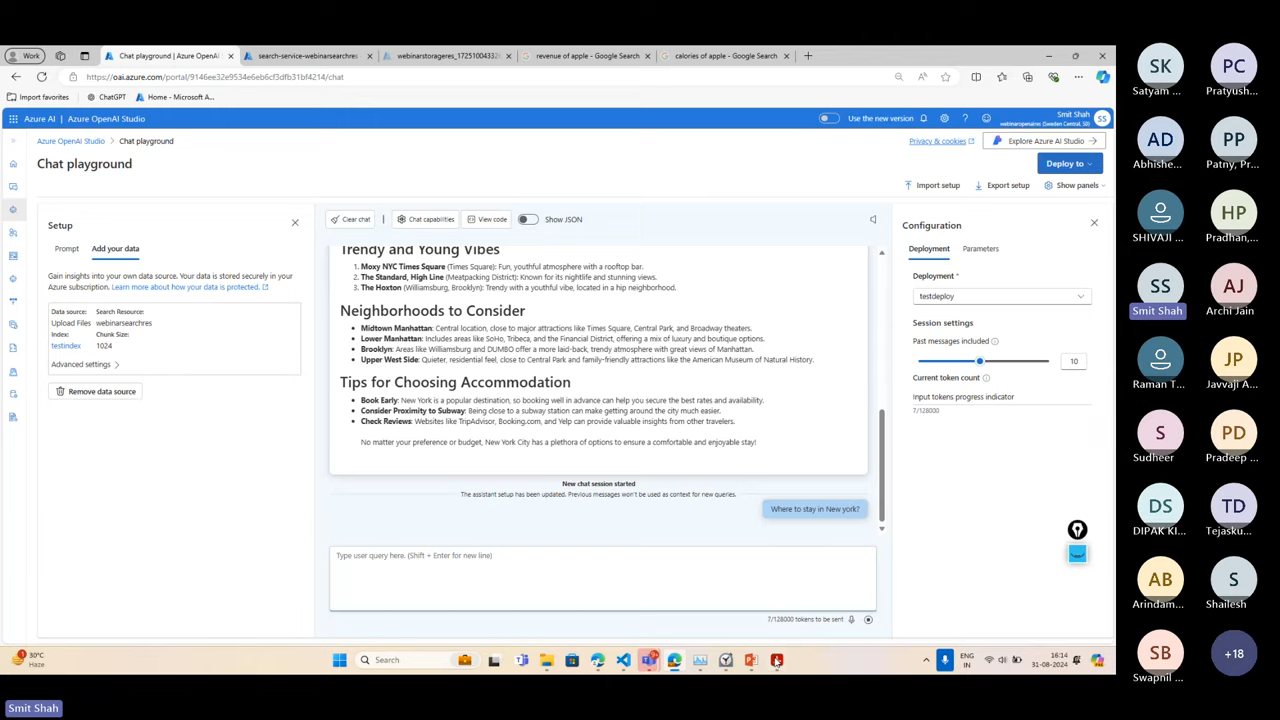 Work
Chat playground | Azure OpenAI
search-service-webinarsearchres
webinarstorageres_17251004332
revenue of apple - Google Search
calories of apple - Google Search
https://oai.azure.com/portal/9146ee32e9534e6eb6cf3dfb31bf4214/chat
Import favorites
ChatGPT
Home - Microsoft A...
Azure AI | Azure OpenAI Studio
Use the new version
Smit Shah
webinaropenaires (Sweden Central, S0)
SS
Azure OpenAI Studio > Chat playground
Privacy & cookies
Explore Azure AI Studio
Chat playground
Deploy to
Import setup
Export setup
Show panels
Setup
Prompt
Add your data
Gain insights into your own data source. Your data is stored securely in your
Azure subscription. Learn more about how your data is protected.
Data source:
Search Resource:
Upload Files
webinarsearchres
Index:
Chunk Size:
testindex
1024
Advanced settings
Remove data source
Clear chat
Chat capabilities
View code
Show JSON
Trendy and Young Vibes
1. Moxy NYC Times Square (Times Square): Fun, youthful atmosphere with a rooftop bar.
2. The Standard, High Line (Meatpacking District): Known for its nightlife and stunning views.
3. The Hoxton (Williamsburg, Brooklyn): Trendy with a youthful vibe, located in a hip neighborhood.
Neighborhoods to Consider
• Midtown Manhattan: Central location, close to major attractions like Times Square, Central Park, and Broadway theaters.
• Lower Manhattan: Includes areas like SoHo, Tribeca, and the Financial District, offering a mix of luxury and boutique options.
• Brooklyn: Areas like Williamsburg and DUMBO offer a more laid-back, trendy atmosphere with great views of Manhattan.
• Upper West Side: Quieter, residential feel, close to Central Park and family-friendly attractions like the American Museum of Natural History.
Tips for Choosing Accommodation
• Book Early: New York is a popular destination, so booking well in advance can help you secure the best rates and availability.
• Consider Proximity to Subway: Being close to a subway station can make getting around the city much easier.
• Check Reviews: Websites like TripAdvisor, Booking.com, and Yelp can provide valuable insights from other travelers.
No matter your preference or budget, New York City has a plethora of options to ensure a comfortable and enjoyable stay!
New chat session started
The assistant setup has been updated. Previous messages won't be used as context for new queries.
Where to stay in New york?
Type user query here. (Shift + Enter for new line)
7/128000 tokens to be sent
Configuration
Deployment
Parameters
Deployment *
testdeploy
Session settings
Past messages included
10
Current token count
Input tokens progress indicator
7/128000
30°C
Haze
Search
ENG
IN
16:14
31-08-2024
SK
Satyam ...
PC
Pratyush...
AD
Abhishe...
PP
Patny, Pr...
SHIVAJI ...
HP
Pradhan,...
SS
Smit Shah
AJ
Archi Jain
Raman T...
JP
Javvaji A...
S
Sudheer
PD
Pradeep ...
DS
DIPAK KI...
TD
Tejasku...
AB
Arindam...
S
Shailesh
SB
Swapnil ...
+18
Smit Shah